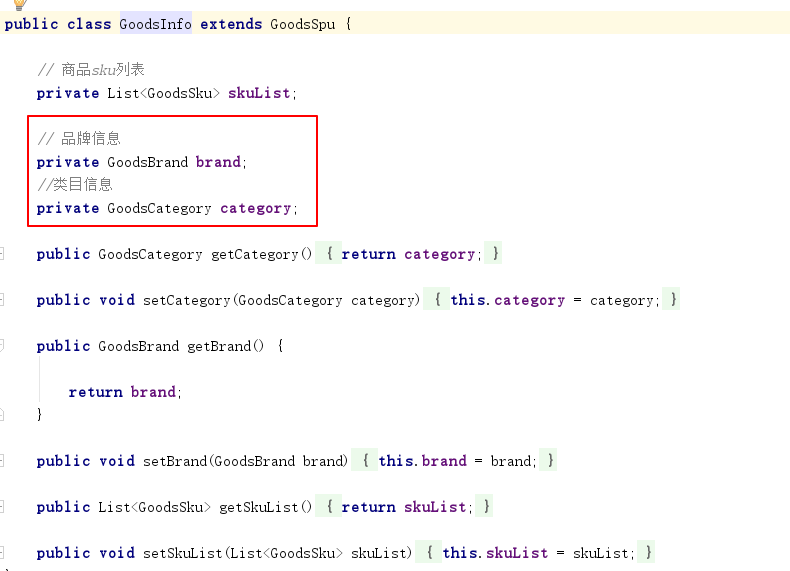 public class GoodsInfo extends GoodsSpu {
// 商品sku列表
private List<GoodsSku> skuList;
// 品牌信息
private GoodsBrand brand;
//类目信息
private GoodsCategory category;
public GoodsCategory getCategory() { return category; }
public void setCategory(GoodsCategory category) { this.category = category; }
public GoodsBrand getBrand() {
return brand;
}
public void setBrand(GoodsBrand brand) { this.brand = brand; }
public List<GoodsSku> getSkuList() { return skuList; }
public void setSkuList(List<GoodsSku> skuList) { this.skuList = skuList; }